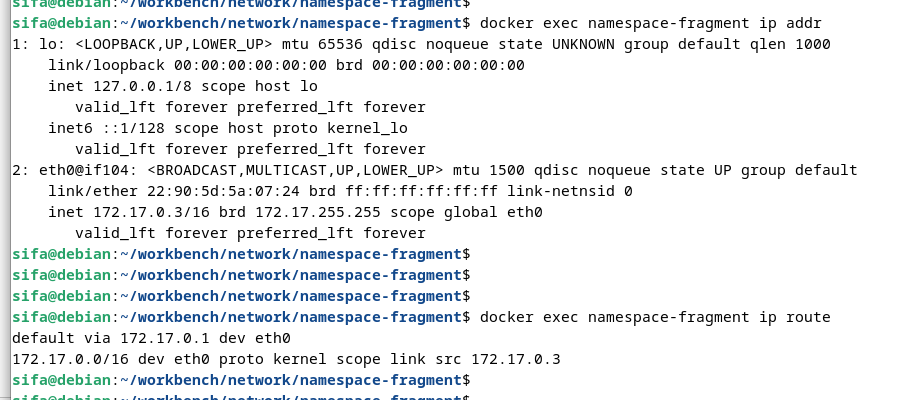 sifa@debian:~/workbench/network/namespace-fragment$
sifa@debian:~/workbench/network/namespace-fragment$ docker exec namespace-fragment ip addr
1: lo: <LOOPBACK,UP,LOWER_UP> mtu 65536 qdisc noqueue state UNKNOWN group default qlen 1000
    link/loopback 00:00:00:00:00:00 brd 00:00:00:00:00:00
    inet 127.0.0.1/8 scope host lo
       valid_lft forever preferred_lft forever
    inet6 ::1/128 scope host proto kernel_lo
       valid_lft forever preferred_lft forever
2: eth0@if104: <BROADCAST,MULTICAST,UP,LOWER_UP> mtu 1500 qdisc noqueue state UP group default
    link/ether 22:90:5d:5a:07:24 brd ff:ff:ff:ff:ff:ff link-netnsid 0
    inet 172.17.0.3/16 brd 172.17.255.255 scope global eth0
       valid_lft forever preferred_lft forever
sifa@debian:~/workbench/network/namespace-fragment$
sifa@debian:~/workbench/network/namespace-fragment$
sifa@debian:~/workbench/network/namespace-fragment$
sifa@debian:~/workbench/network/namespace-fragment$ docker exec namespace-fragment ip route
default via 172.17.0.1 dev eth0
172.17.0.0/16 dev eth0 proto kernel scope link src 172.17.0.3
sifa@debian:~/workbench/network/namespace-fragment$
sifa@debian:~/workbench/network/namespace-fragment$